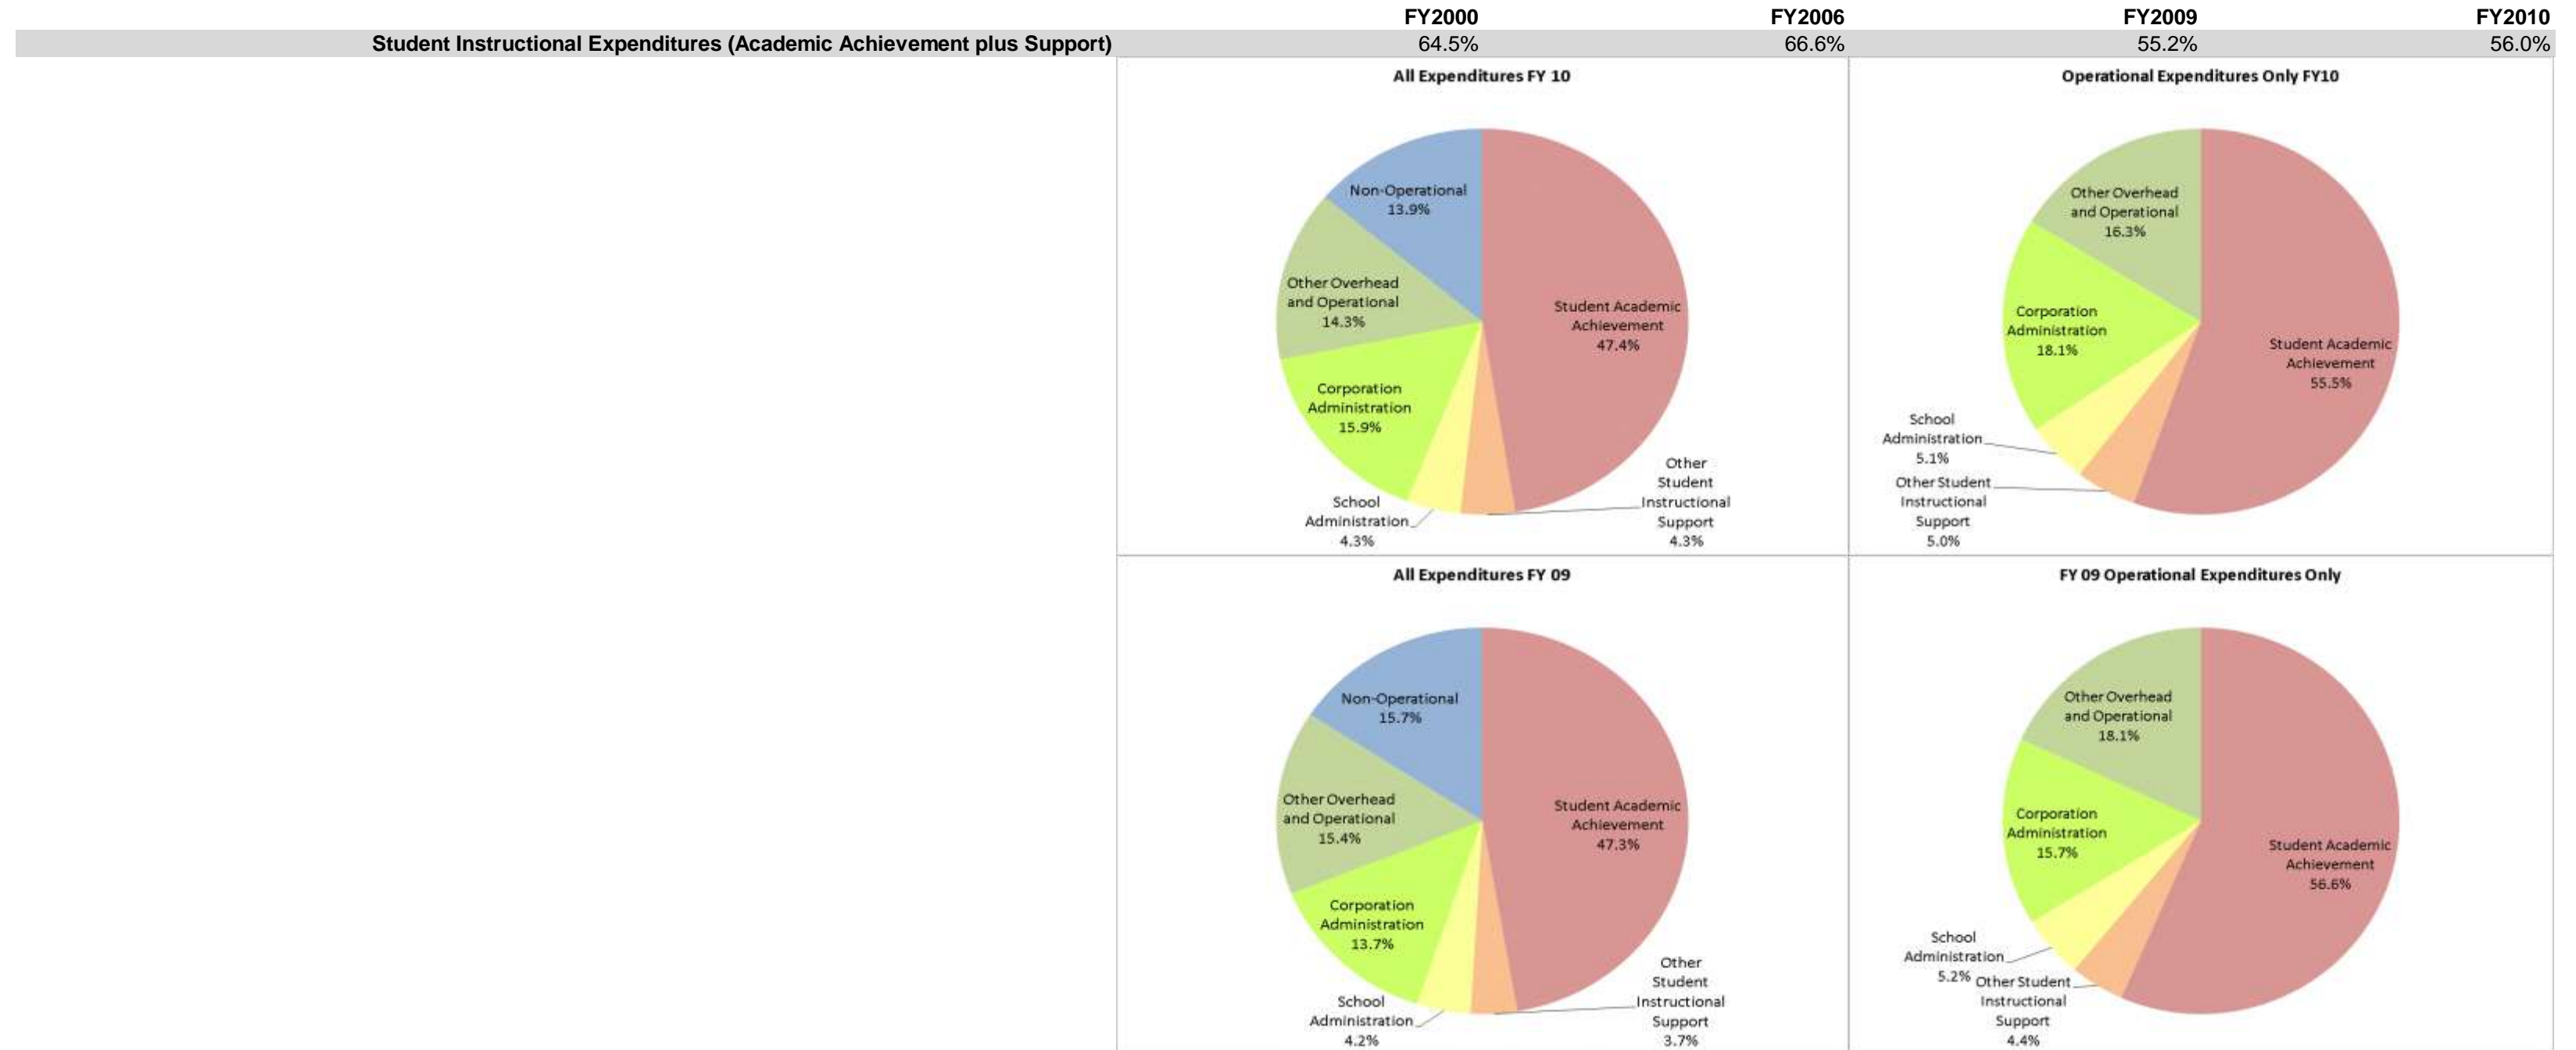 FY2000 FY2006 FY2009 FY2010
Student Instructional Expenditures (Academic Achievement plus Support) 64.5% 66.6% 55.2% 56.0%
All Expenditures FY 10
Non-Operational
13.9%
Other Overhead
and Operational
14.3%
Student Academic
Achievement
47.4%
Corporation
Administration
15.9%
School
Administration
4.3%
Other
Student
Instructional
Support
4.3%
Operational Expenditures Only FY10
Other Overhead
and Operational
16.3%
Corporation
Administration
18.1%
Student Academic
Achievement
55.5%
School
Administration
5.1%
Other Student
Instructional
Support
5.0%
All Expenditures FY 09
Non-Operational
15.7%
Other Overhead
and Operational
15.4%
Student Academic
Achievement
47.3%
Corporation
Administration
13.7%
School
Administration
4.2%
Other
Student
Instructional
Support
3.7%
FY 09 Operational Expenditures Only
Other Overhead
and Operational
18.1%
Corporation
Administration
15.7%
Student Academic
Achievement
56.6%
School
Administration
5.2%
Other Student
Instructional
Support
4.4%